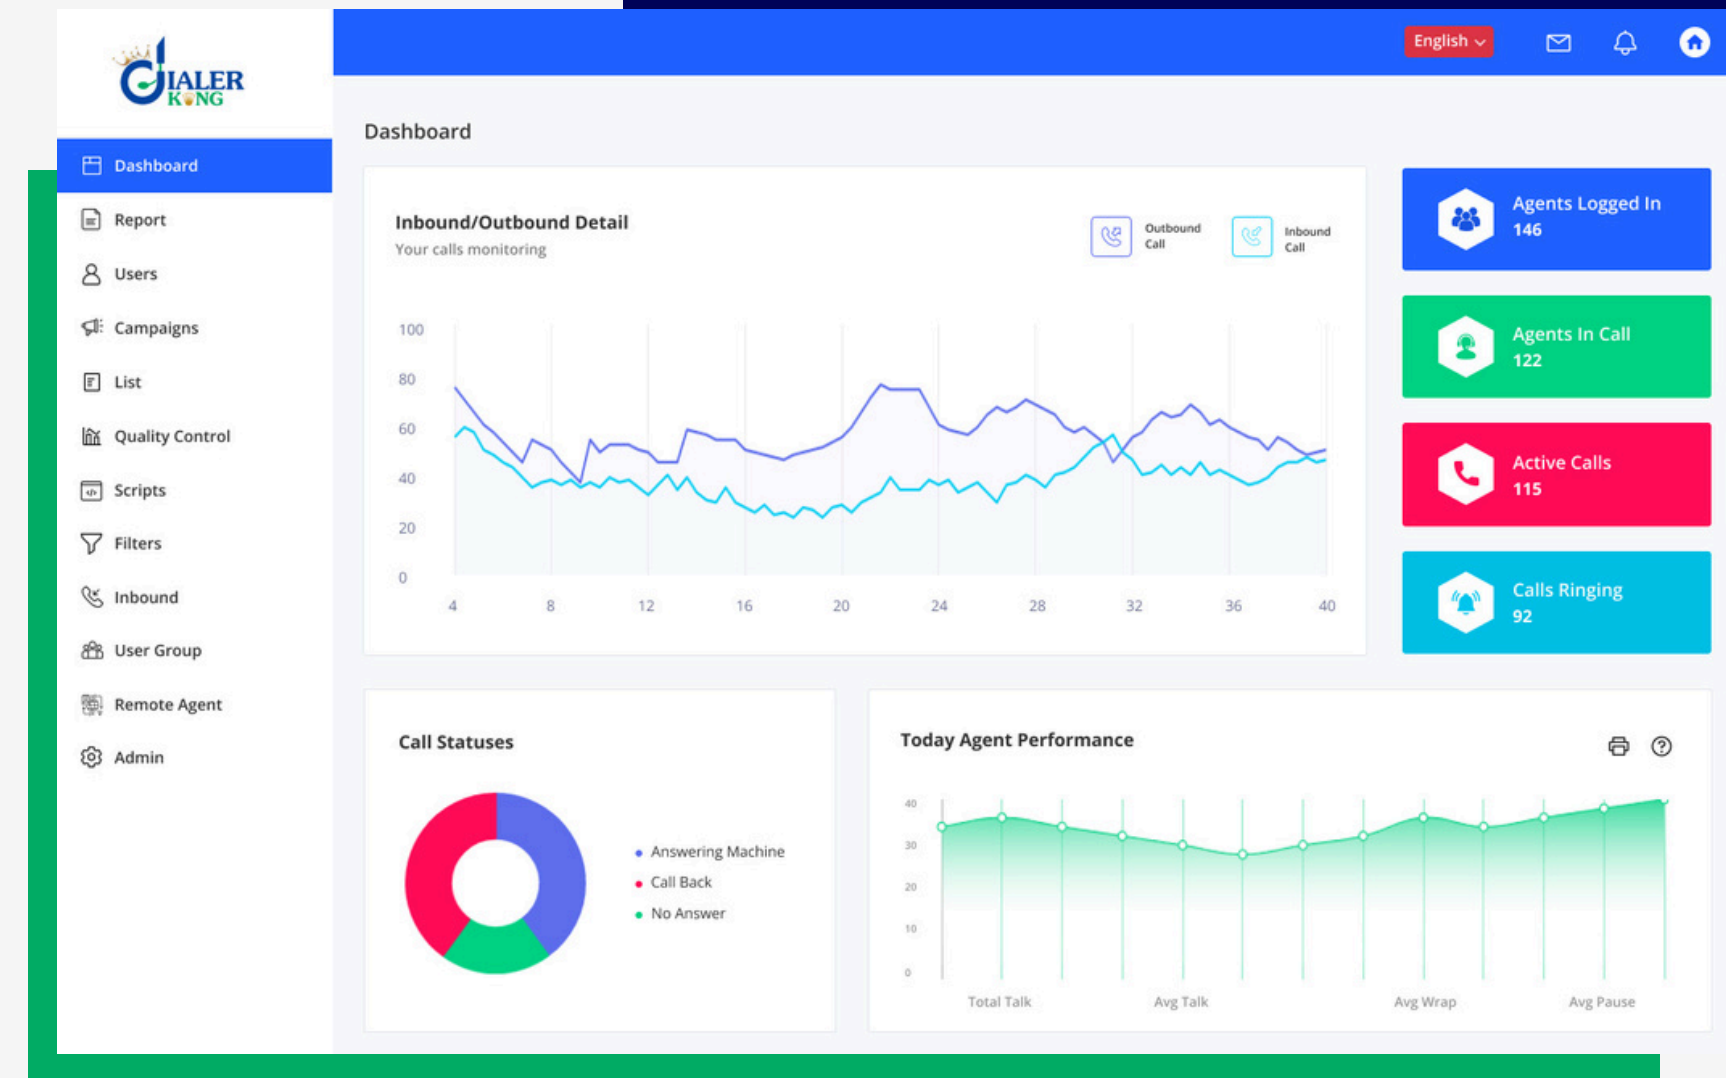 DIALER
KING
English
Dashboard
Report
Users
Campaigns
List
Quality Control
Scripts
Filters
Inbound
User Group
Remote Agent
Admin
Dashboard
Inbound/Outbound Detail
Your calls monitoring
Outbound
Call
Inbound
Call
100
80
60
40
20
0
4 8 12 16 20 24 28 32 36 40
Agents Logged In
146
Agents In Call
122
Active Calls
115
Calls Ringing
92
Call Statuses
Answering Machine
Call Back
No Answer
Today Agent Performance
40
30
20
10
0
Total Talk Avg Talk Avg Wrap Avg Pause